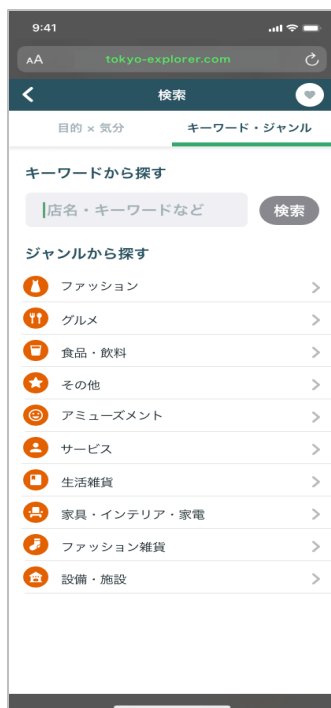 9:41
AA
tokyo-explorer.com
検索
目的 × 気分
キーワード・ジャンル
キーワードから探す
店名・キーワードなど
検索
ジャンルから探す
ファッション
グルメ
食品・飲料
その他
アミューズメント
サービス
生活雑貨
家具・インテリア・家電
ファッション雑貨
設備・施設